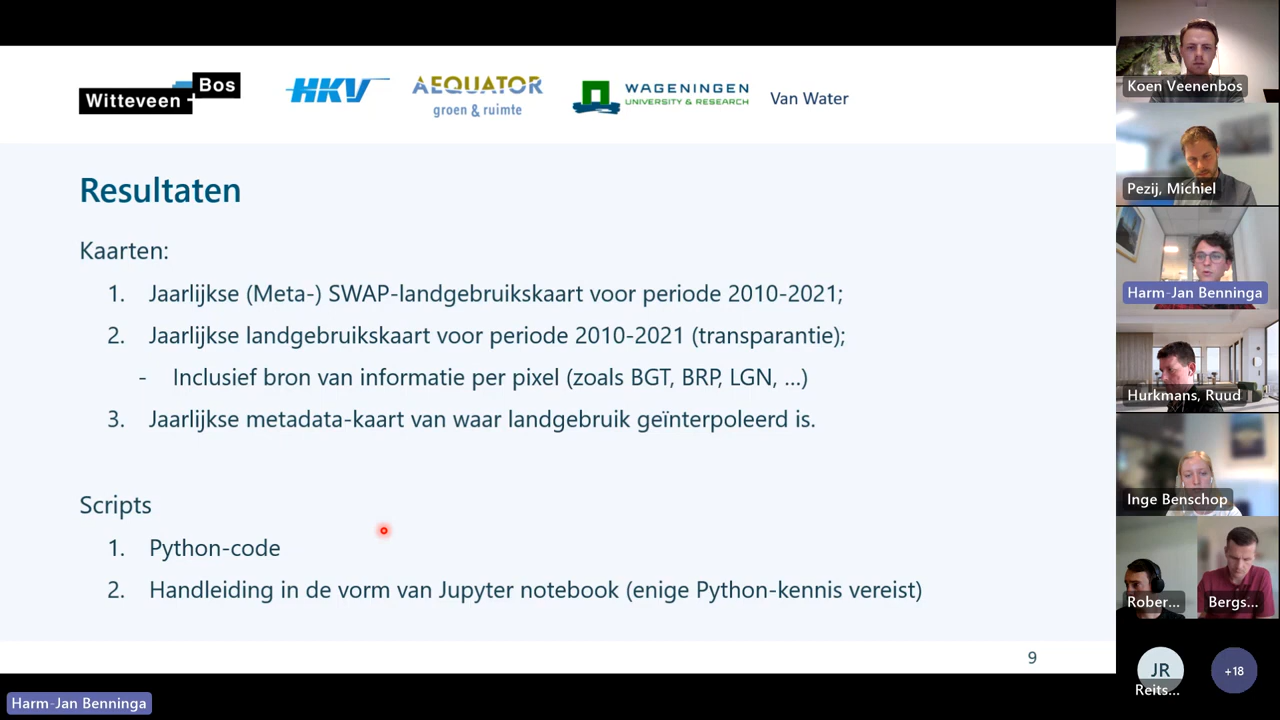 Witteveen + Bos
HKV
AEQUATOR
groen & ruimte
WAGENINGEN
UNIVERSITY & RESEARCH
Van Water
Resultaten
Kaarten:
1. Jaarlijkse (Meta-) SWAP-landgebruikskaart voor periode 2010-2021;
2. Jaarlijkse landgebruikskaart voor periode 2010-2021 (transparantie);
- Inclusief bron van informatie per pixel (zoals BGT, BRP, LGN, …)
3. Jaarlijkse metadata-kaart van waar landgebruik geïnterpoleerd is.
Scripts
1. Python-code
2. Handleiding in de vorm van Jupyter notebook (enige Python-kennis vereist)
9
Harm-Jan Benninga
Koen Veenenbos
Pezij, Michiel
Harm-Jan Benninga
Hurkmans, Ruud
Inge Benschop
Rober...
Bergs...
JR
Reits...
+18